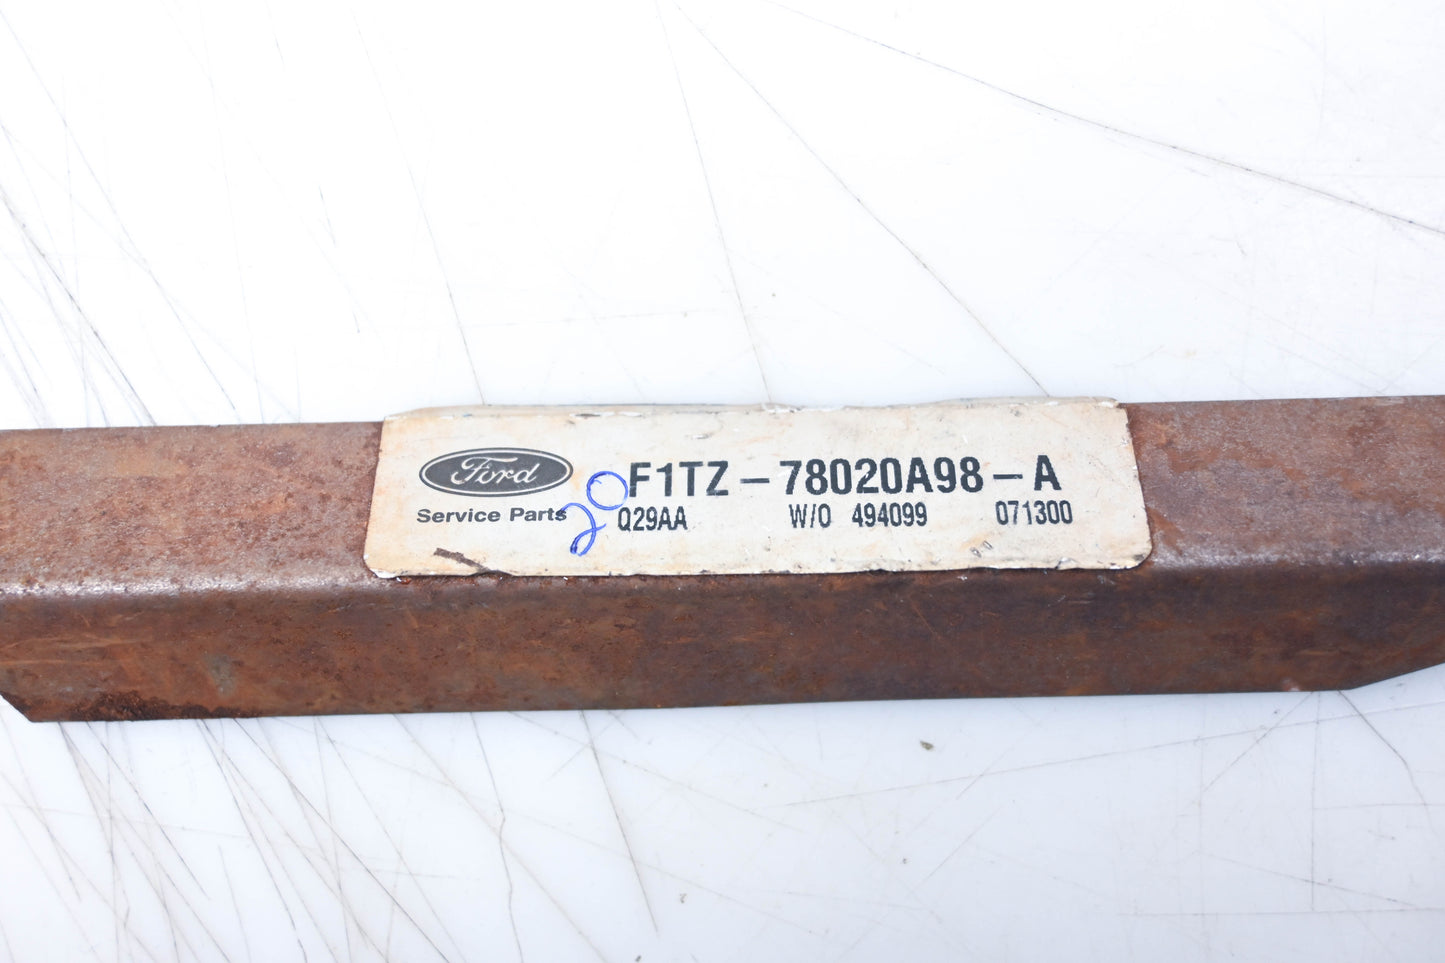 Ford
Service Parts
20
F1TZ-78020A98-A
Q29AA W/O 494099 071300